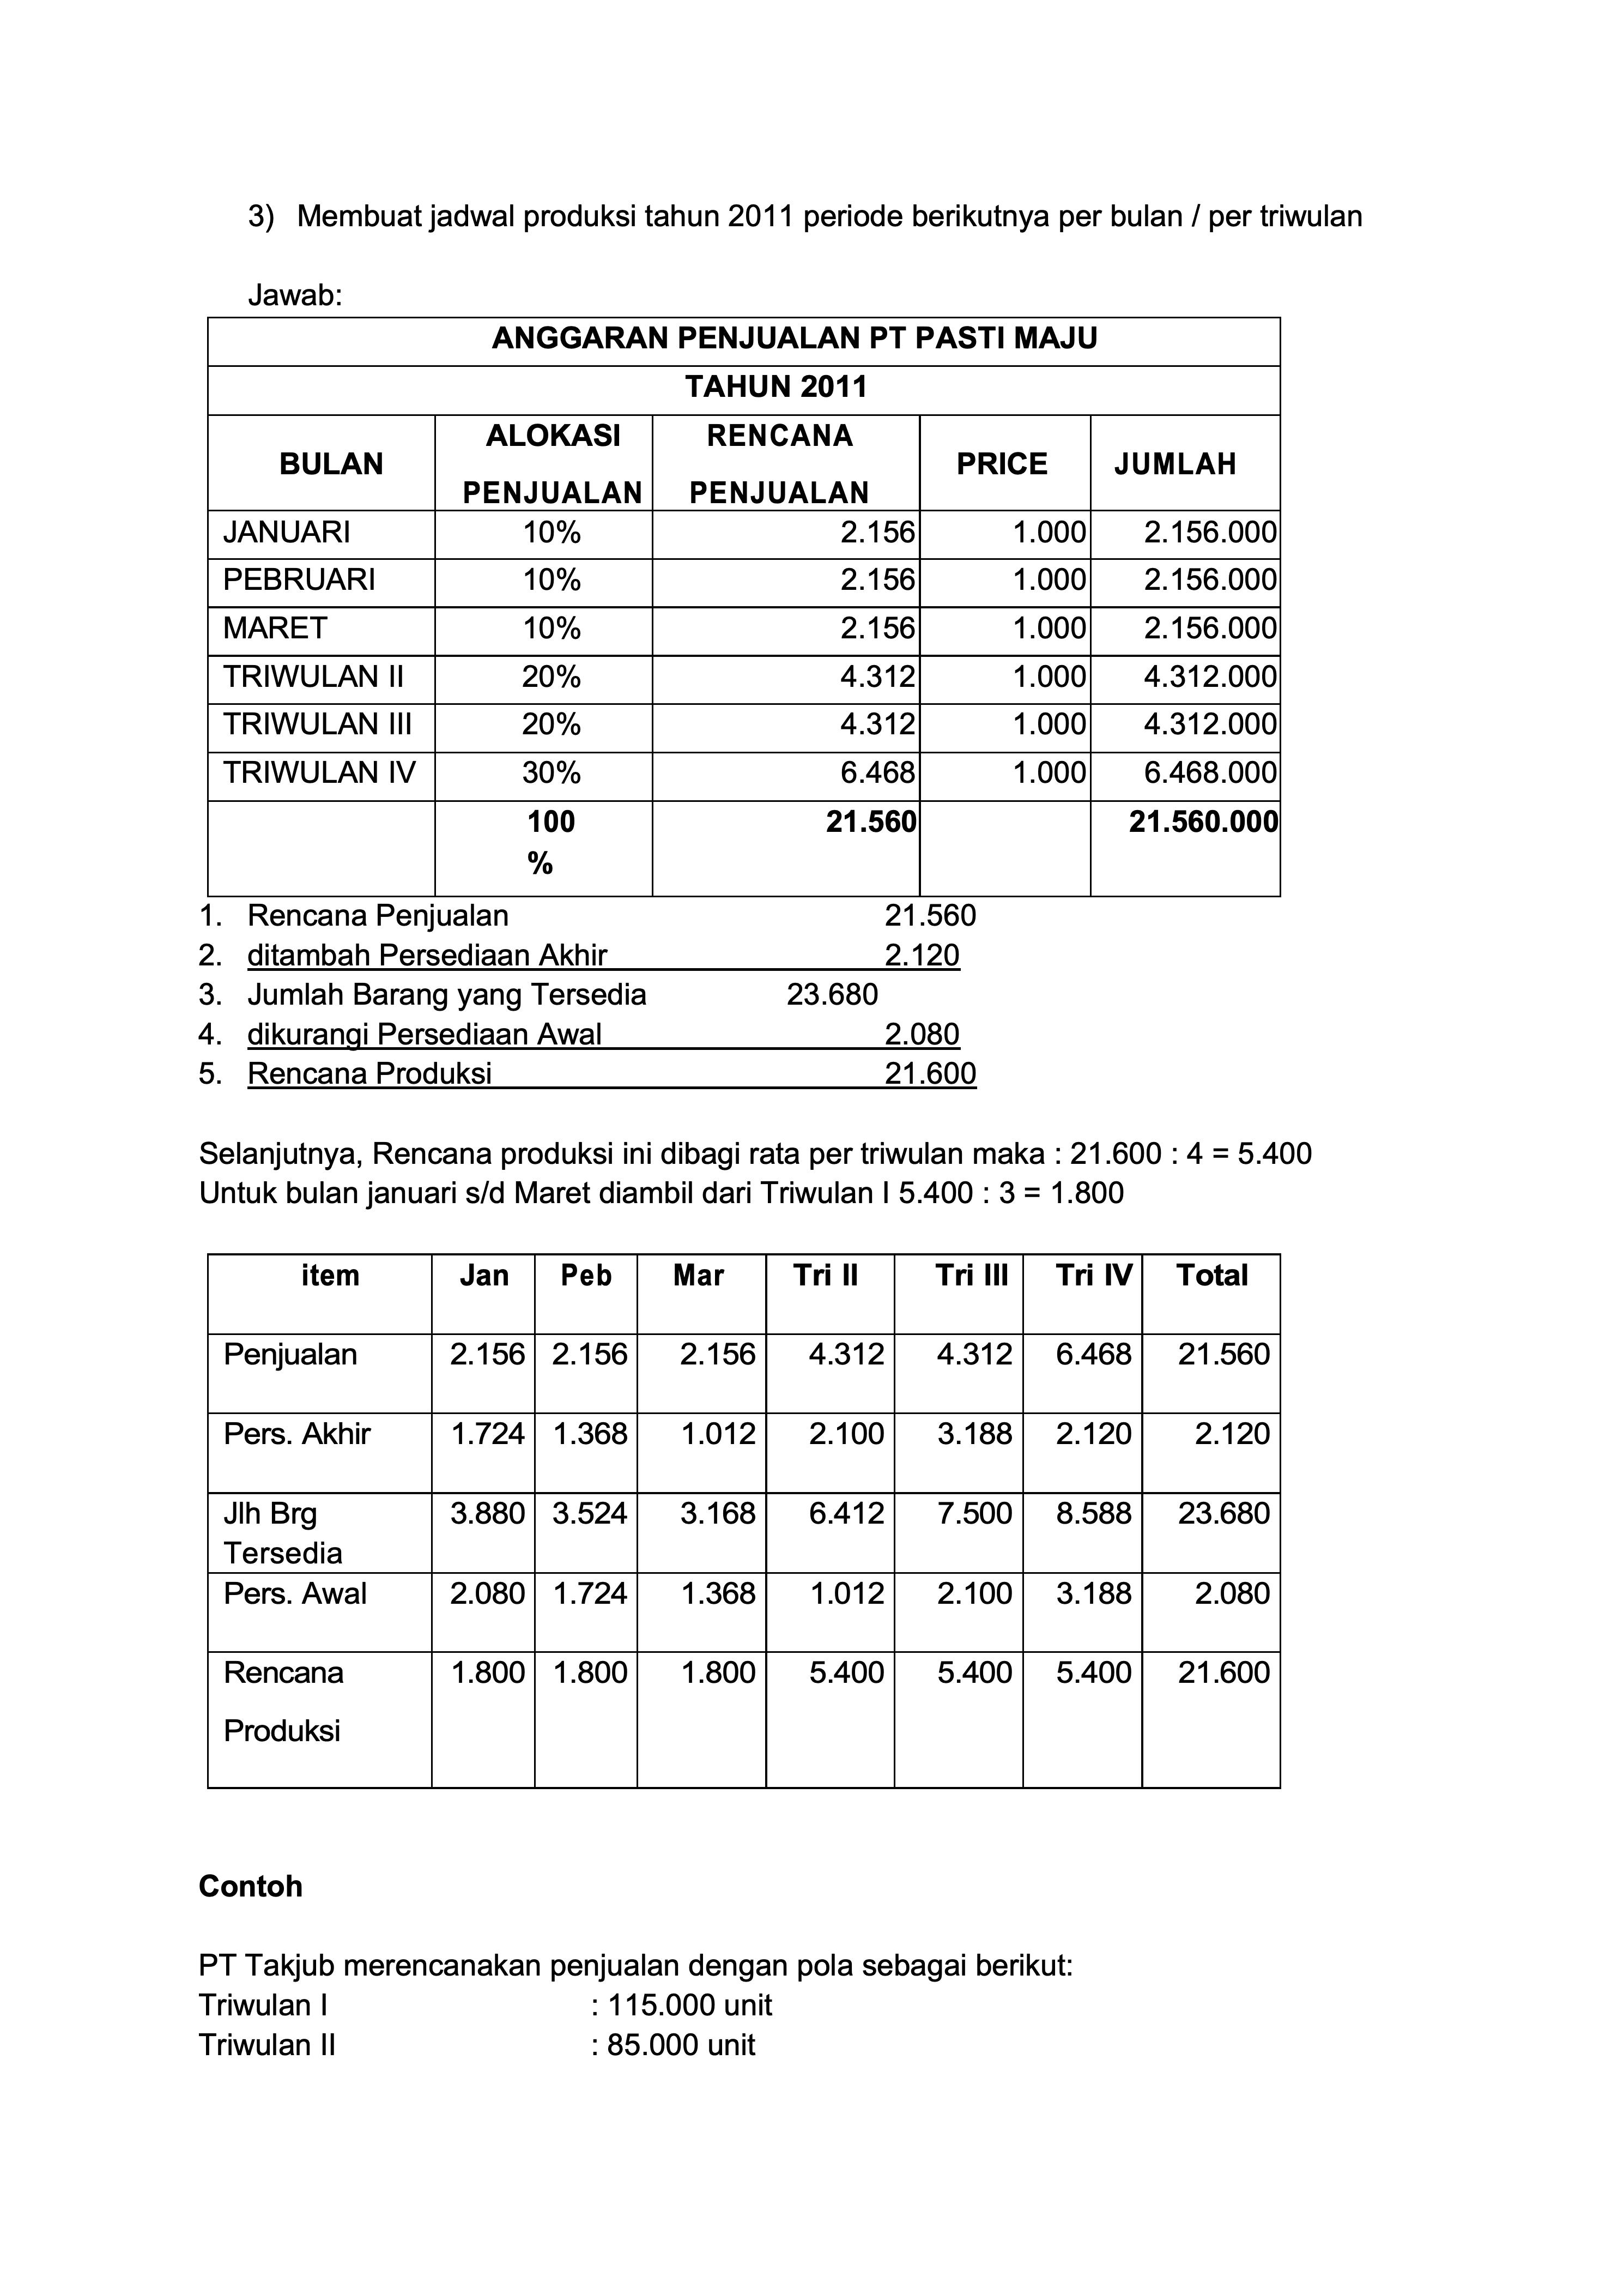 3) Membuat jadwal produksi tahun 2011 periode berikutnya per bulan / per triwulan
Jawab:
ANGGARAN PENJUALAN PT PASTI MAJU
TAHUN 2011
BULAN ALOKASI PENJUALAN RENCANA PENJUALAN PRICE JUMLAH
JANUARI 10% 2.156 1.000 2.156.000
PEBRUARI 10% 2.156 1.000 2.156.000
MARET 10% 2.156 1.000 2.156.000
TRIWULAN II 20% 4.312 1.000 4.312.000
TRIWULAN III 20% 4.312 1.000 4.312.000
TRIWULAN IV 30% 6.468 1.000 6.468.000
100 % 21.560 21.560.000
1. Rencana Penjualan 21.560
2. ditambah Persediaan Akhir 2.120
3. Jumlah Barang yang Tersedia 23.680
4. dikurangi Persediaan Awal 2.080
5. Rencana Produksi 21.600
Selanjutnya, Rencana produksi ini dibagi rata per triwulan maka : 21.600 : 4 = 5.400
Untuk bulan januari s/d Maret diambil dari Triwulan I 5.400 : 3 = 1.800
item Jan Peb Mar Tri II Tri III Tri IV Total
Penjualan 2.156 2.156 2.156 4.312 4.312 6.468 21.560
Pers. Akhir 1.724 1.368 1.012 2.100 3.188 2.120 2.120
Jlh Brg Tersedia 3.880 3.524 3.168 6.412 7.500 8.588 23.680
Pers. Awal 2.080 1.724 1.368 1.012 2.100 3.188 2.080
Rencana Produksi 1.800 1.800 1.800 5.400 5.400 5.400 21.600
Contoh
PT Takjub merencanakan penjualan dengan pola sebagai berikut:
Triwulan I : 115.000 unit
Triwulan II : 85.000 unit